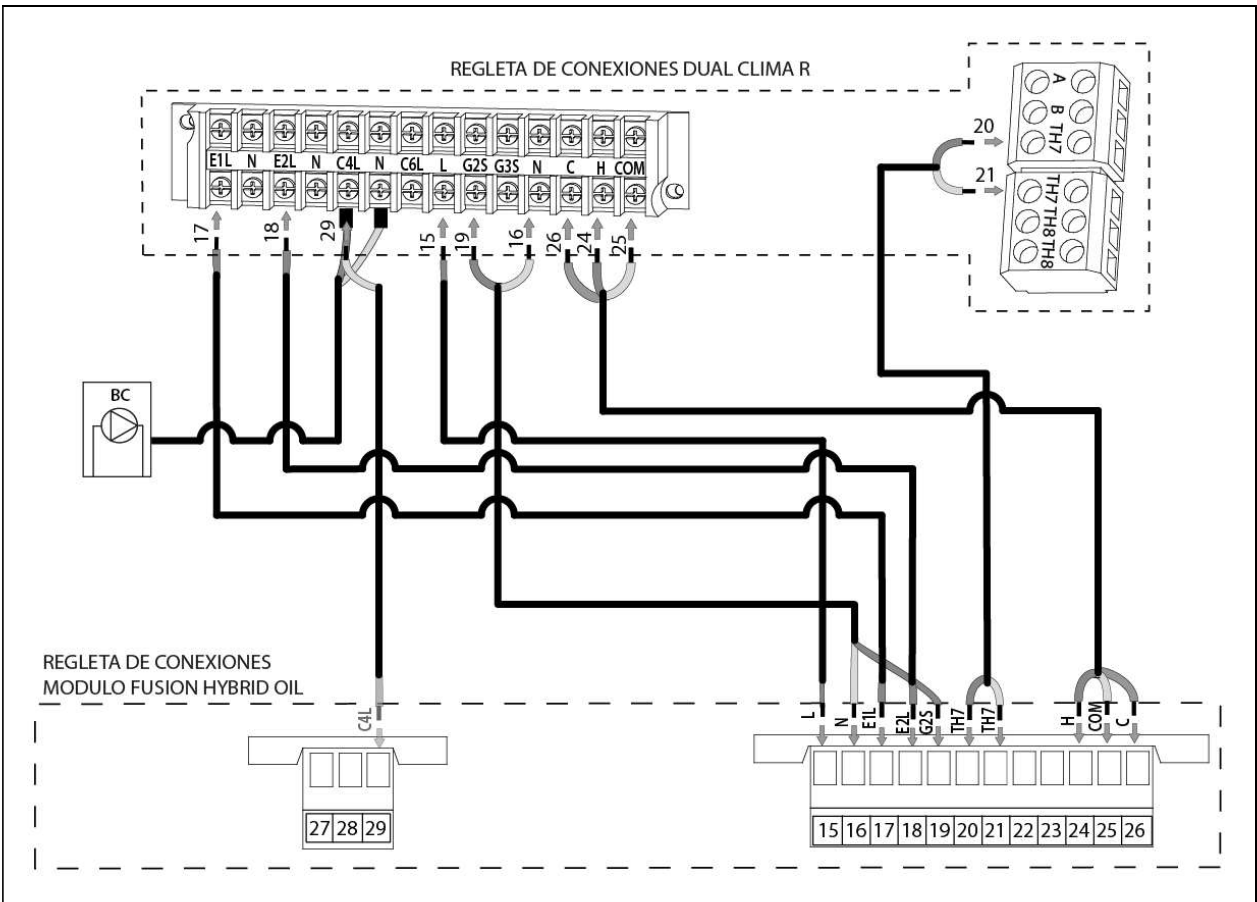 REGLETA DE CONEXIONES DUAL CLIMA R
A
B
TH7
TH7
TH8
TH8
20
21
E1L N E2L N C4L N C6L L G2S G3S N C H COM
17 18 29 15 19 16 26 24 25
BC
REGLETA DE CONEXIONES
MODULO FUSION HYBRID OIL
C4L
L N E1L E2L G2S TH7 TH7 H COM C
27 28 29
15 16 17 18 19 20 21 22 23 24 25 26